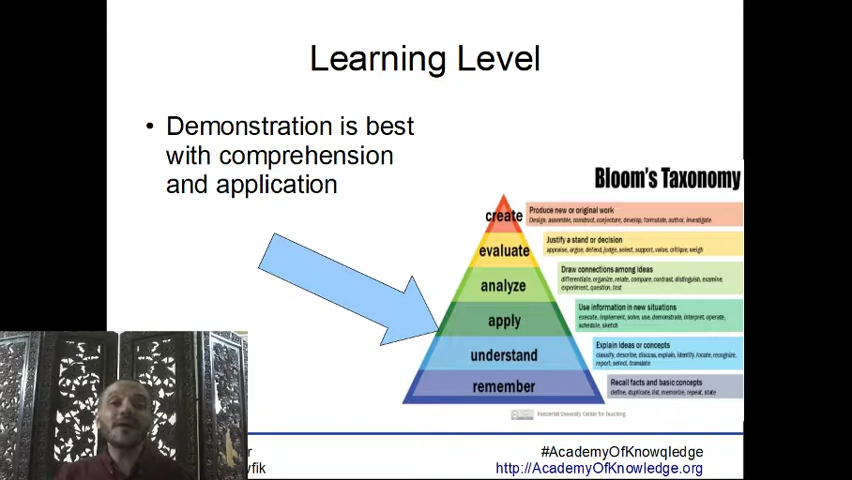 Learning Level
• Demonstration is best
with comprehension
and application
Bloom's Taxonomy
create
Produce new or original work
Design, assemble, construct, conjecture, develop, formulate, author, investigate
evaluate
Justify a stand or decision
appraise, argue, defend, judge, select, support, value, critique, weigh
analyze
Draw connections among ideas
differentiate, organize, relate, compare, contrast, distinguish, examine,
experiment, question, test
apply
Use information in new situations
execute, implement, solve, use, demonstrate, interpret, operate,
schedule, sketch
understand
Explain ideas or concepts
classify, describe, discuss, explain, identify, locate, recognize,
report, select, translate
remember
Recall facts and basic concepts
define, duplicate, list, memorize, repeat, state
Vanderbilt University Center for Teaching
#AcademyOfKnowqledge
http://AcademyOfKnowledge.org